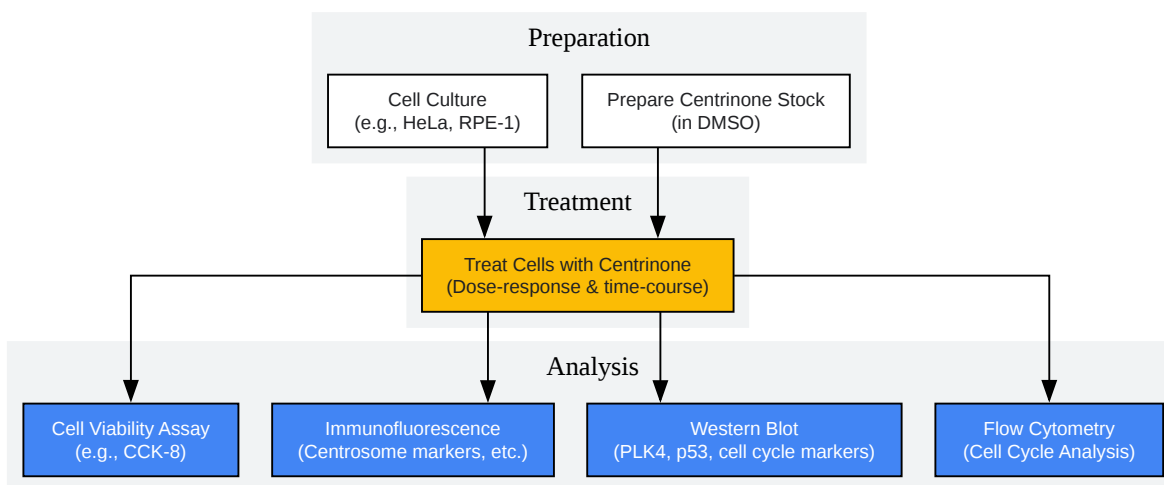 Preparation
Cell Culture
(e.g., HeLa, RPE-1)
Prepare Centrinone Stock
(in DMSO)
Treatment
Treat Cells with Centrinone
(Dose-response & time-course)
Analysis
Cell Viability Assay
(e.g., CCK-8)
Immunofluorescence
(Centrosome markers, etc.)
Western Blot
(PLK4, p53, cell cycle markers)
Flow Cytometry
(Cell Cycle Analysis)